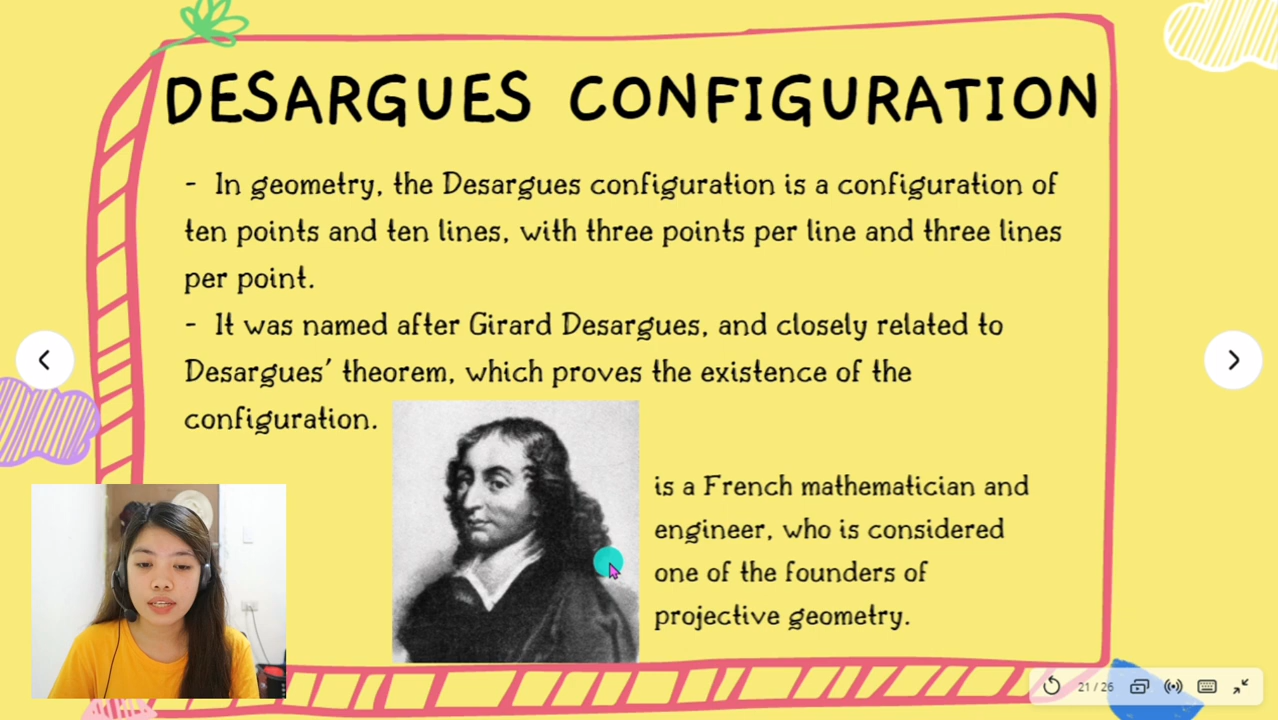 DESARGUES CONFIGURATION
- In geometry, the Desargues configuration is a configuration of
ten points and ten lines, with three points per line and three lines
per point.
- It was named after Girard Desargues, and closely related to
Desargues' theorem, which proves the existence of the
configuration.
is a French mathematician and
engineer, who is considered
one of the founders of
projective geometry.
21 / 26